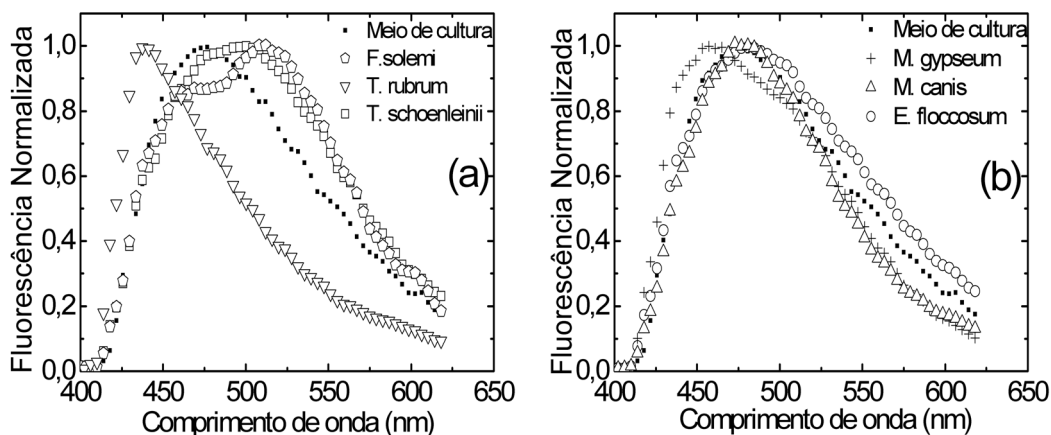 Fluorescência Normalizada
1,0
0,8
0,6
0,4
0,2
0,0
400 450 500 550 600 650
Comprimento de onda (nm)
Meio de cultura
F.solemi
T. rubrum
T. schoenleinii
(a)
Fluorescência Normalizada
1,0
0,8
0,6
0,4
0,2
0,0
400 450 500 550 600 650
Comprimento de onda (nm)
Meio de cultura
M. gypseum
M. canis
E. floccosum
(b)